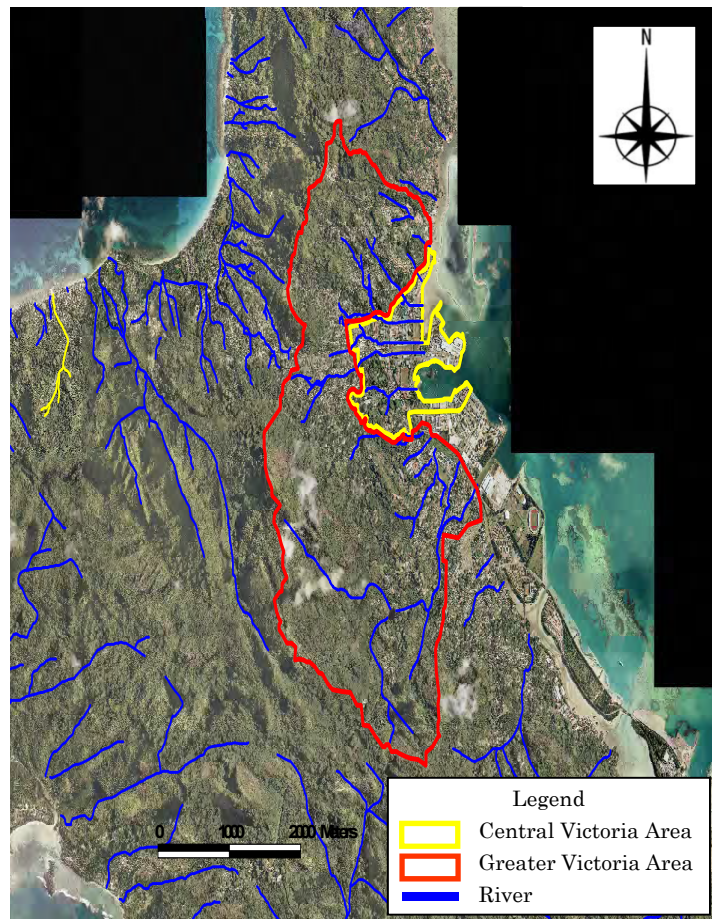 N
0 1000 2000 Meters
Legend
Central Victoria Area
Greater Victoria Area
River